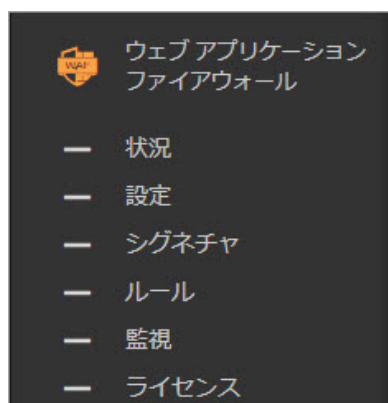 ウェブ アプリケーション
ファイアウォール
WAF
状況
設定
シグネチャ
ルール
監視
ライセンス